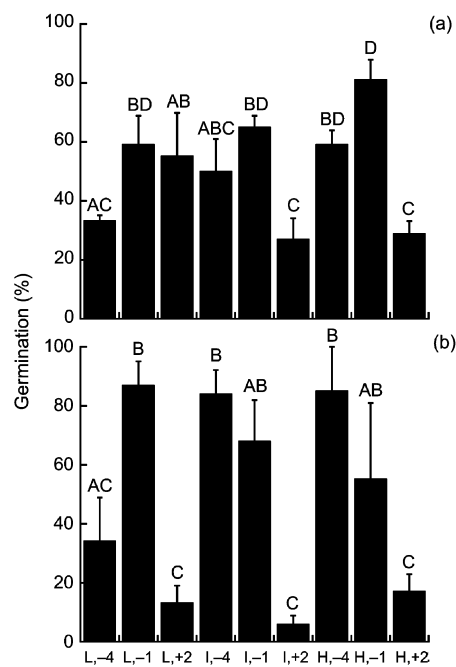 100
(a)
D
80
BD
AB
BD
BD
ABC
60
40
AC
C
C
20
0
Germination (%)
100
(b)
B
B
B
80
AB
AB
60
AC
40
C
C
20
C
0
L,–4 L,–1 L,+2 I,–4 I,–1 I,+2 H,–4 H,–1 H,+2